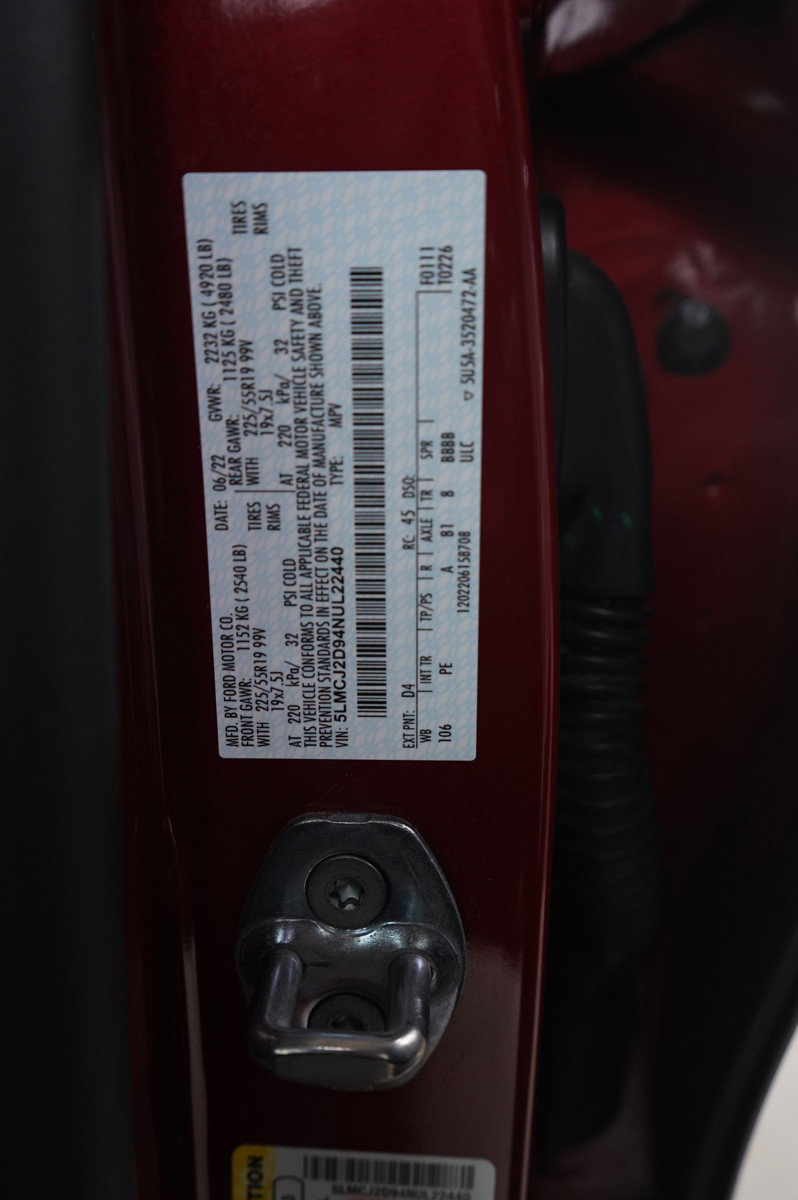 MFD. BY FORD MOTOR CO. DATE: 06/22 GVWR: 2232 KG ( 4920 LB)
FRONT GAWR: 1152 KG ( 2540 LB) REAR GAWR: 1125 KG ( 2480 LB)
WITH 225/55R19 99V TIRES WITH 225/55R19 99V TIRES
19x7.5J RIMS 19x7.5J RIMS
AT 220 kPa/ 32 PSI COLD AT 220 kPa/ 32 PSI COLD
THIS VEHICLE CONFORMS TO ALL APPLICABLE FEDERAL MOTOR VEHICLE SAFETY AND THEFT
PREVENTION STANDARDS IN EFFECT ON THE DATE OF MANUFACTURE SHOWN ABOVE.
VIN: 5LMCJ2D94NUL22440 TYPE: MPV
EXT PNT: D4 RC: 45 DSO: F0111
WB INT TR TP/PS R AXLE TR SPR T0226
106 PE A B1 B BBBB
1202206158708 ULC ▽ 5U5A-3520472-AA
5LMCJ2D94NUL22440